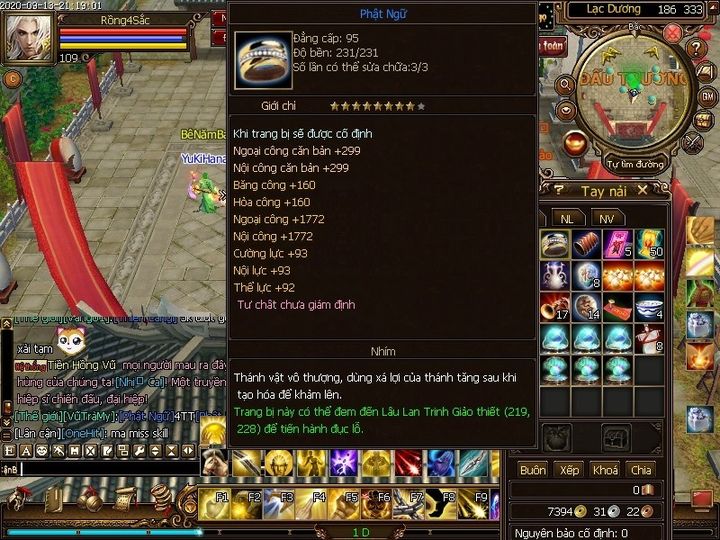 2020-03-13-21:19:01
Rồng4Sắc
109
Phật Ngữ
Đẳng cấp: 95
Độ bền: 231/231
Số lần có thể sửa chữa:3/3
Giới chỉ
Khi trang bị sẽ được cố định
Ngoại công căn bản +299
Nội công căn bản +299
Băng công +160
Hỏa công +160
Ngoại công +1772
Nội công +1772
Cường lực +93
Nội lực +93
Thể lực +92
Tư chất chưa giám định
Nhím
Thánh vật vô thượng, dùng xá lợi của thánh tăng sau khi
tạo hóa để khảm lên.
Trang bị này có thể đem đến Lâu Lan Trinh Giảo thiết (219,
228) để tiến hành đục lỗ.
Lạc Dương
186 333
Bắc
ĐẤU TRƯỜNG
GM
Tự tìm đường
Tay nải
NL
NV
5
50
8
17
14
4
8
Buôn
Xếp
Khoá
Chia
0
7394
31
22
Nguyên bảo cố định: 0
YuKiHana
xài tam
Tiền Hồng Vũ
mọi người mau ra đây
hùng của chúng ta! [Nhi Ca]! Một truyền
hiệp sĩ chiến đấu, đại hiệp!
[Thế giới][VũTràMy]:[Phật Ngữ]4TT
[Lân cận][OneHit]: ma miss skill
F1
F2
F3
F4
F5
F6
F7
F8
F9
1 D